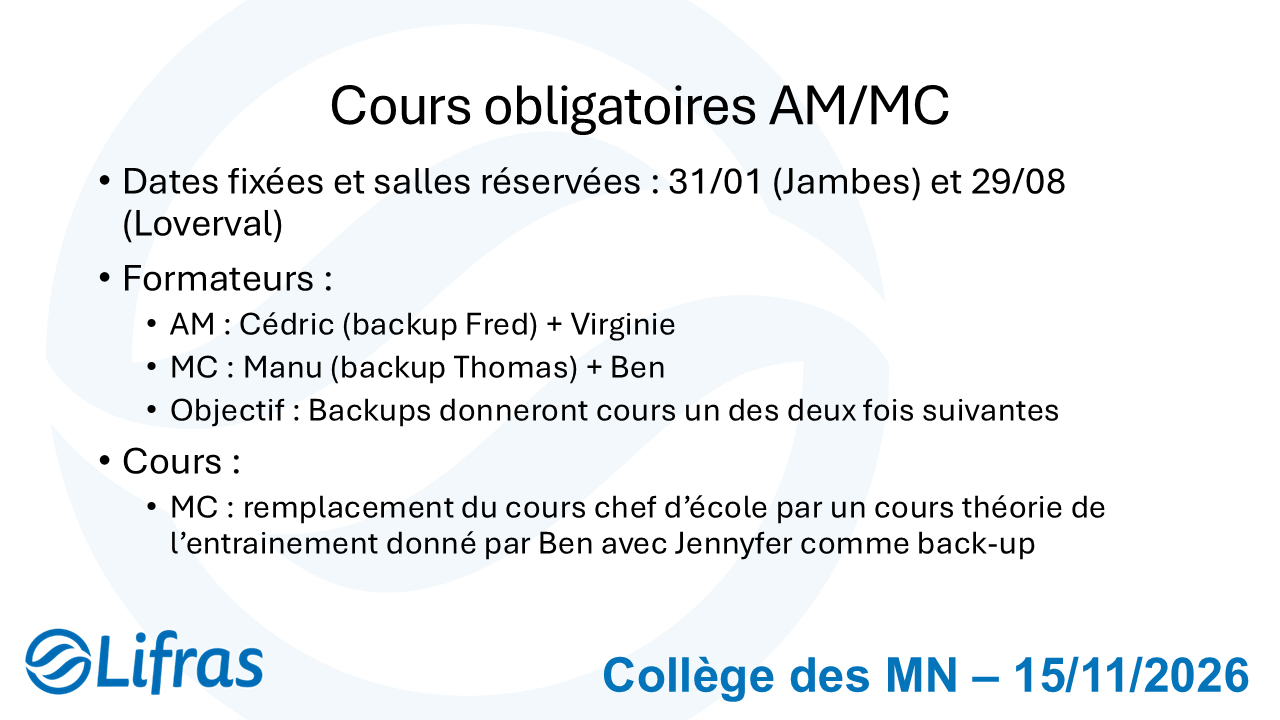 Cours obligatoires AM/MC
• Dates fixées et salles réservées : 31/01 (Jambes) et 29/08
(Loverval)
• Formateurs :
• AM : Cédric (backup Fred) + Virginie
• MC : Manu (backup Thomas) + Ben
• Objectif : Backups donneront cours un des deux fois suivantes
• Cours :
• MC : remplacement du cours chef d’école par un cours théorie de
l’entrainement donné par Ben avec Jennyfer comme back-up
Lifras
Collège des MN – 15/11/2026